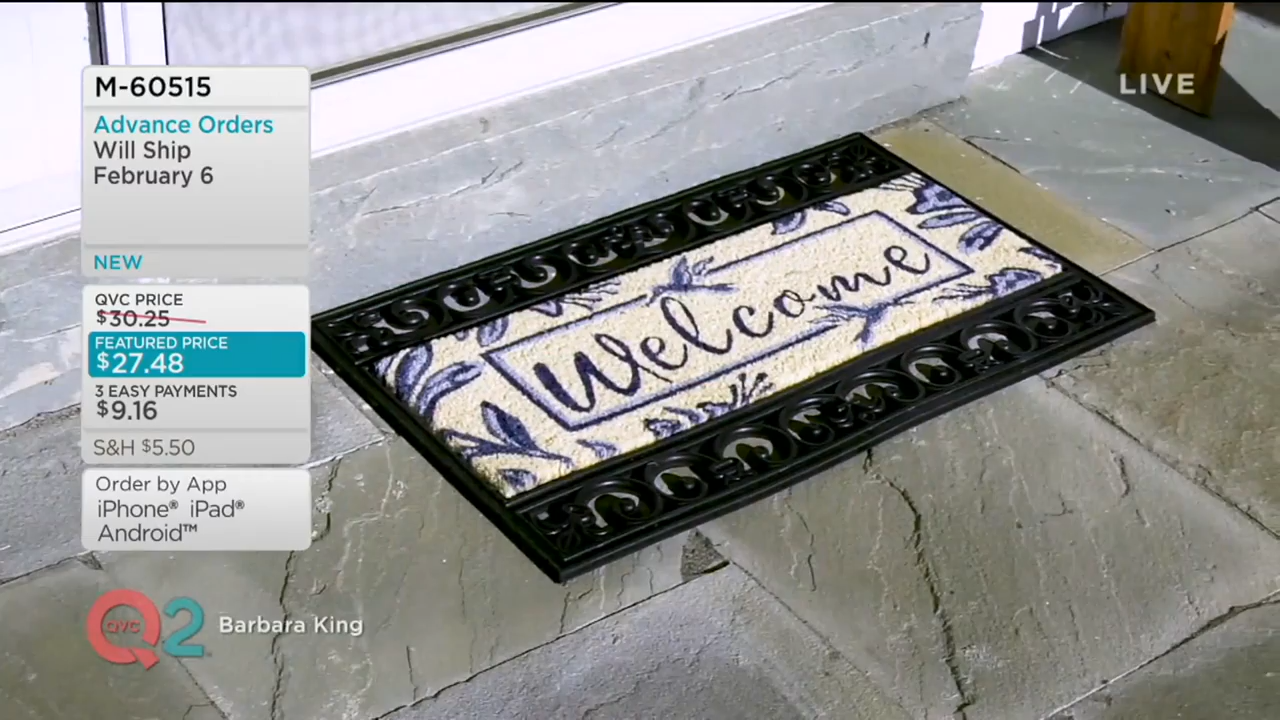 M-60515
Advance Orders
Will Ship
February 6
NEW
QVC PRICE
$30.25
FEATURED PRICE
$27.48
3 EASY PAYMENTS
$9.16
S&H $5.50
Order by App
iPhone® iPad®
Android™
QVC 2
Barbara King
LIVE
Welcome